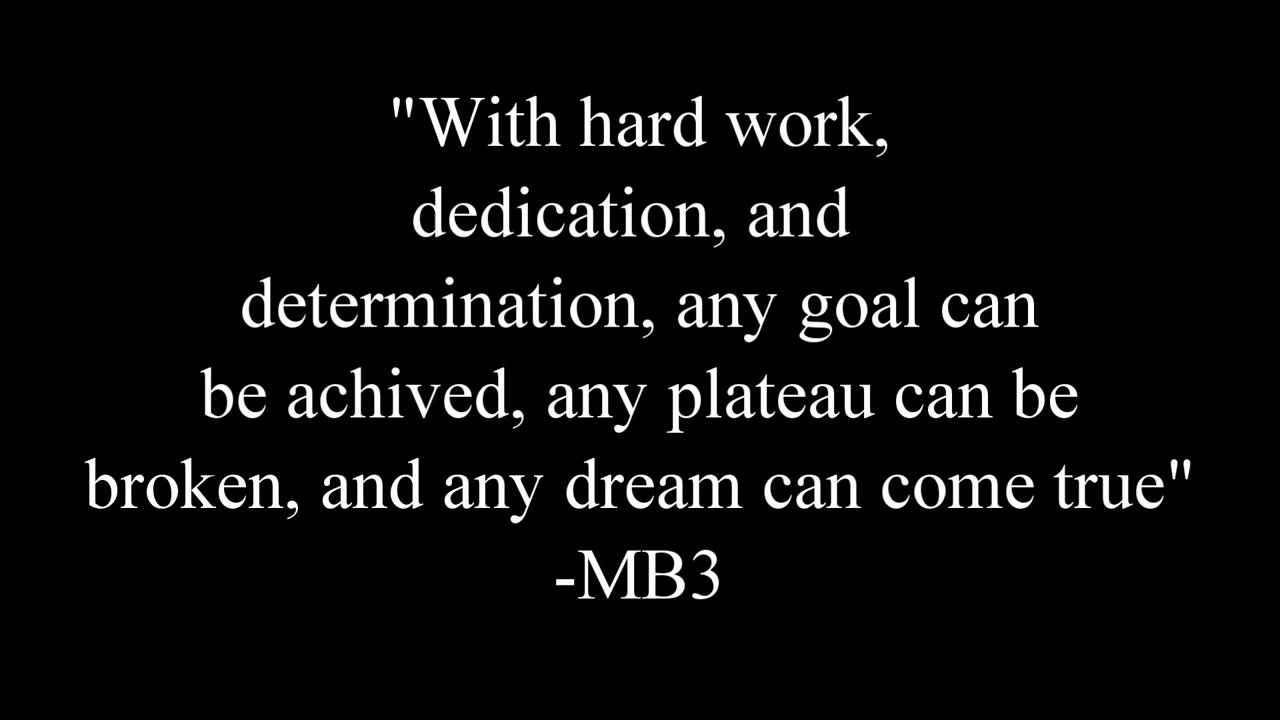 "With hard work,
dedication, and
determination, any goal can
be achived, any plateau can be
broken, and any dream can come true"
-MB3